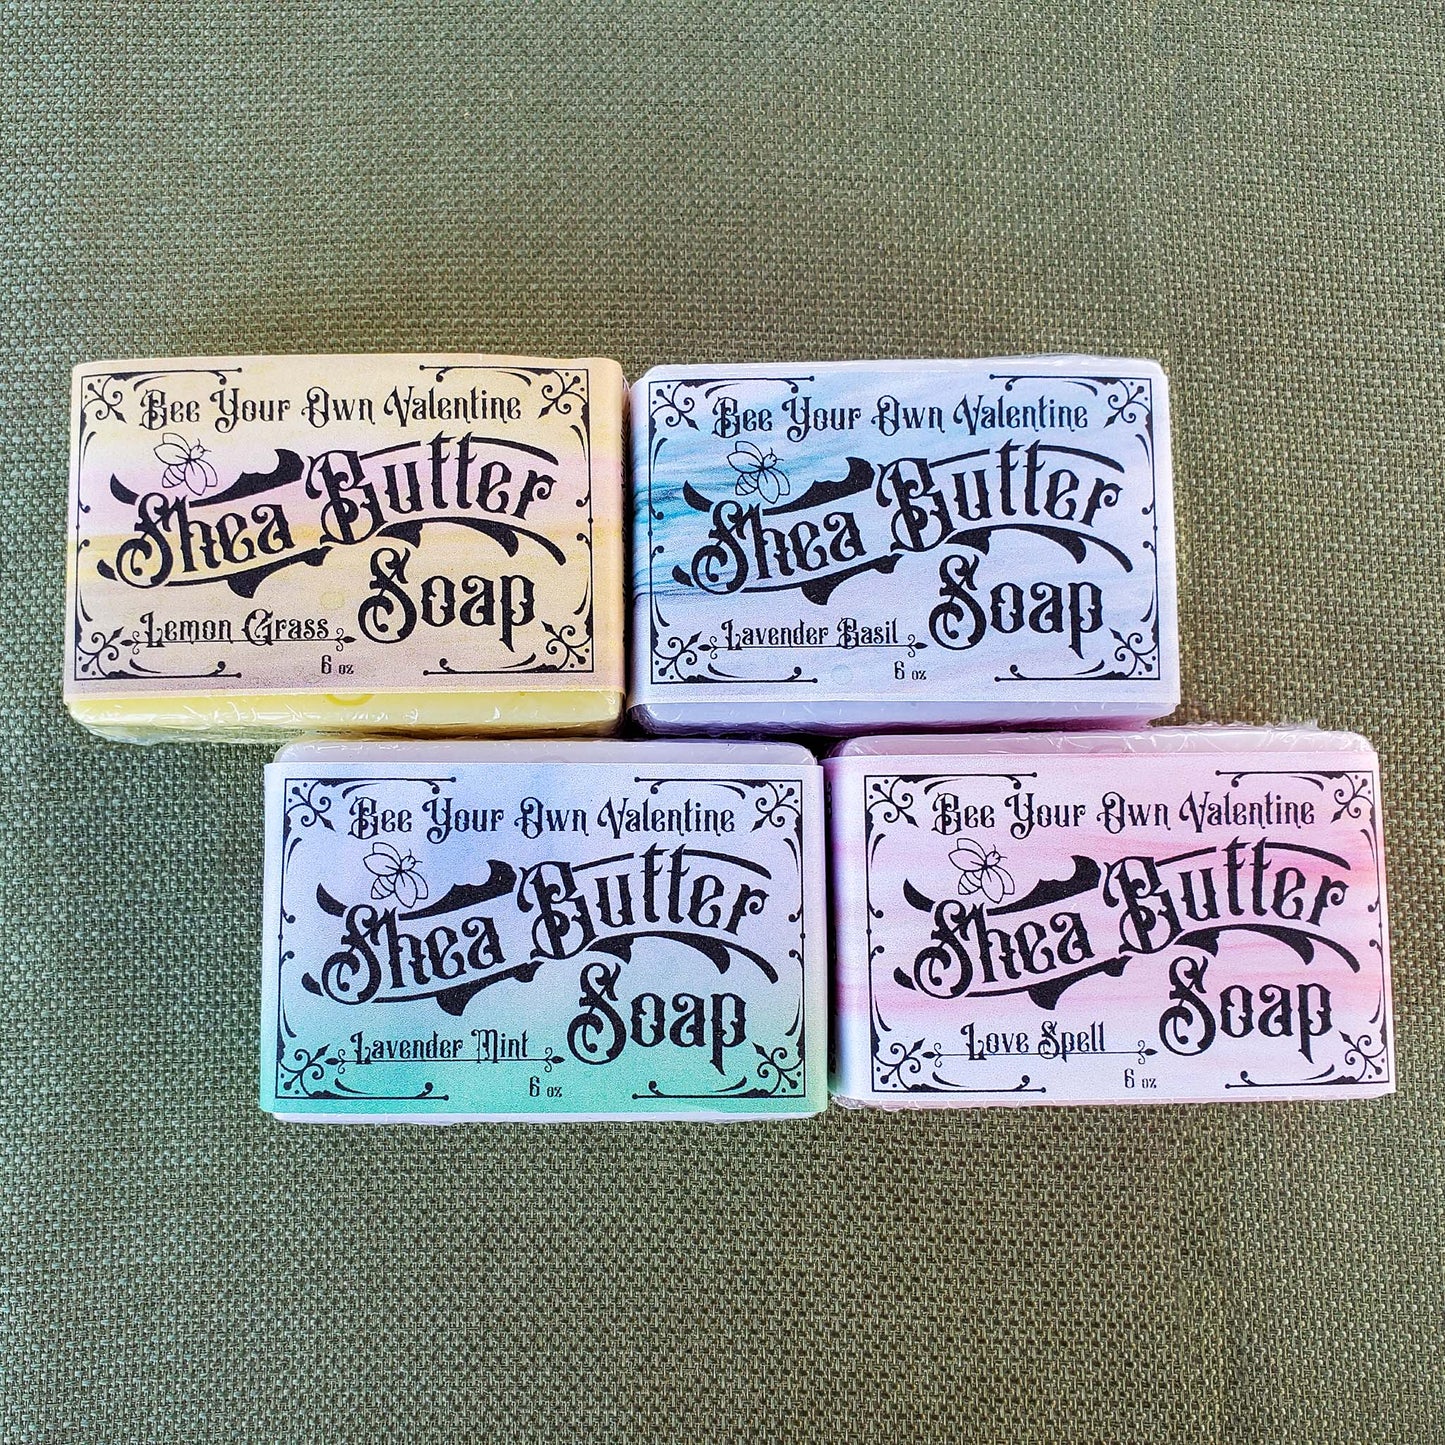 Bee Your Own Valentine
Shea Butter
Soap
Lemon Grass
6 oz
Bee Your Own Valentine
Shea Butter
Soap
Lavender Basil
6 oz
Bee Your Own Valentine
Shea Butter
Soap
Lavender Mint
6 oz
Bee Your Own Valentine
Shea Butter
Soap
Love Spell
6 oz